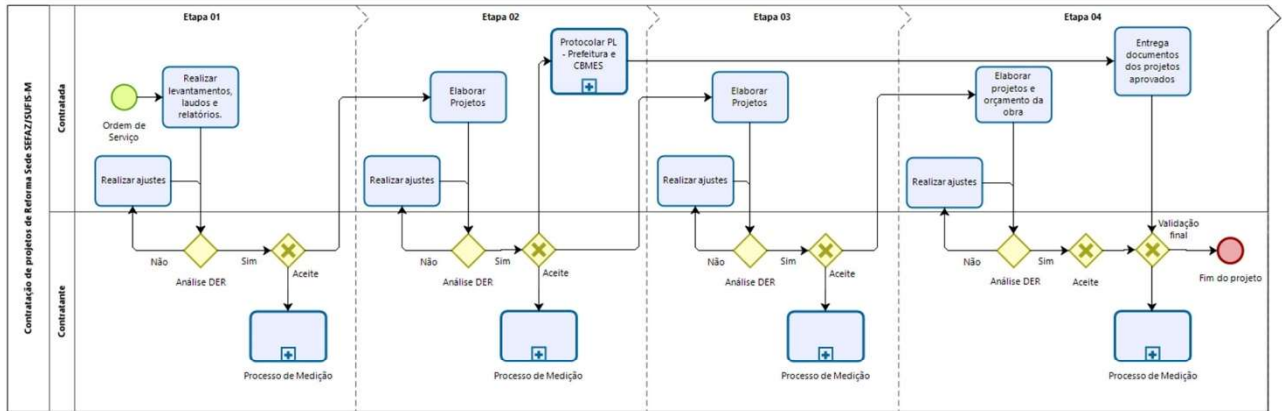 Contratação de projetos de Reforma Sede SEFAZ/SUFIS-M
Contratada
Contratante
Etapa 01
Etapa 02
Etapa 03
Etapa 04
Ordem de
Serviço
Realizar
levantamentos,
laudos e
relatórios.
Realizar ajustes
Não
Análise DER
Sim
Aceite
Processo de Medição
Elaborar
Projetos
Protocolar PL
- Prefeitura e
CBMES
Realizar ajustes
Não
Análise DER
Sim
Aceite
Processo de Medição
Elaborar
Projetos
Realizar ajustes
Não
Análise DER
Sim
Aceite
Processo de Medição
Elaborar
projetos e
orçamento da
obra
Entrega
documentos
dos projetos
aprovados
Realizar ajustes
Não
Análise DER
Sim
Aceite
Validação
final
Fim do projeto
Processo de Medição